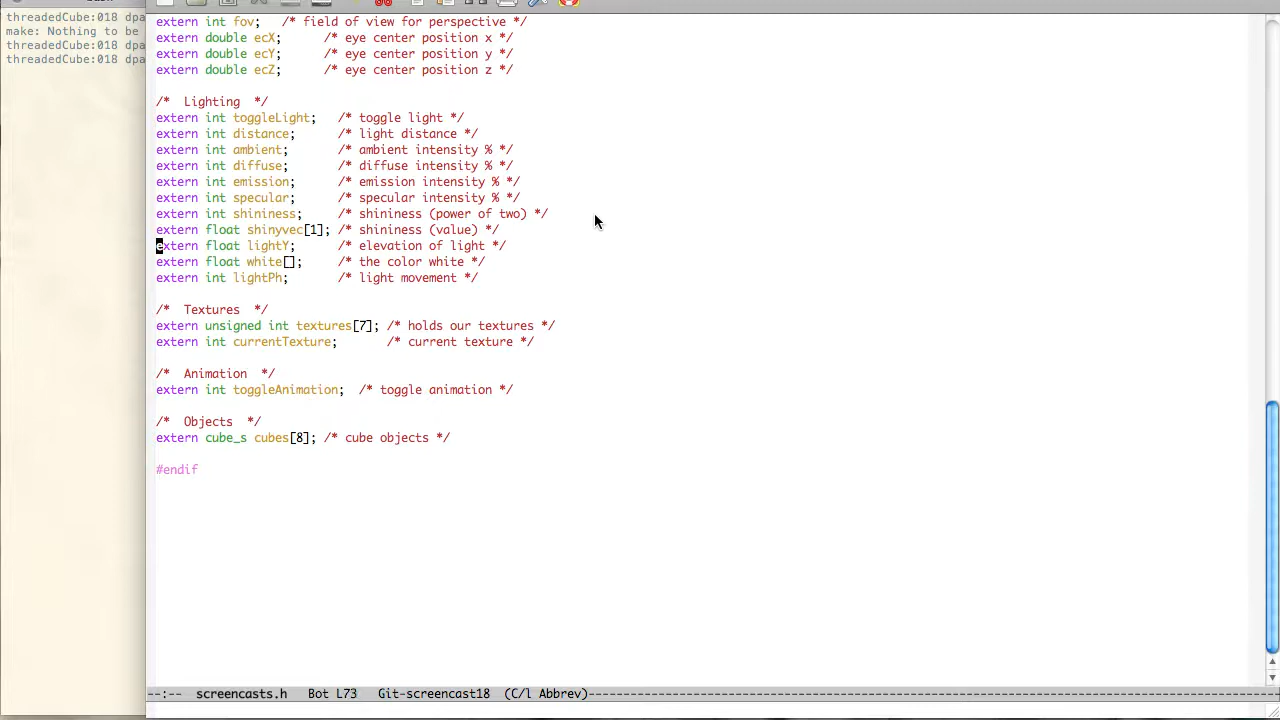 threadedCube:018 dpa
make: Nothing to be
threadedCube:018 dpa
threadedCube:018 dpa
extern int fov;   /* field of view for perspective */
extern double ecX;      /* eye center position x */
extern double ecY;      /* eye center position y */
extern double ecZ;      /* eye center position z */
/*  Lighting  */
extern int toggleLight;   /* toggle light */
extern int distance;      /* light distance */
extern int ambient;       /* ambient intensity % */
extern int diffuse;       /* diffuse intensity % */
extern int emission;      /* emission intensity % */
extern int specular;      /* specular intensity % */
extern int shininess;     /* shininess (power of two) */
extern float shinyvec[1]; /* shininess (value) */
extern float lightY;      /* elevation of light */
extern float white[];     /* the color white */
extern int lightPh;       /* light movement */
/*  Textures  */
extern unsigned int textures[7]; /* holds our textures */
extern int currentTexture;       /* current texture */
/*  Animation  */
extern int toggleAnimation;  /* toggle animation */
/*  Objects  */
extern cube_s cubes[8]; /* cube objects */
#endif
--:--  screencasts.h   Bot L73   Git-screencast18  (C/l Abbrev)